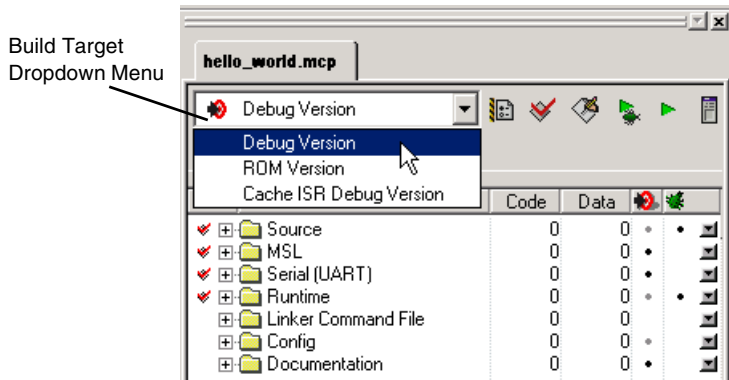 Build Target
Dropdown Menu
hello_world.mcp
Debug Version
Debug Version
ROM Version
Cache ISR Debug Version
Code Data
Source 0 0
MSL 0 0
Serial (UART) 0 0
Runtime 0 0
Linker Command File 0 0
Config 0 0
Documentation 0 0